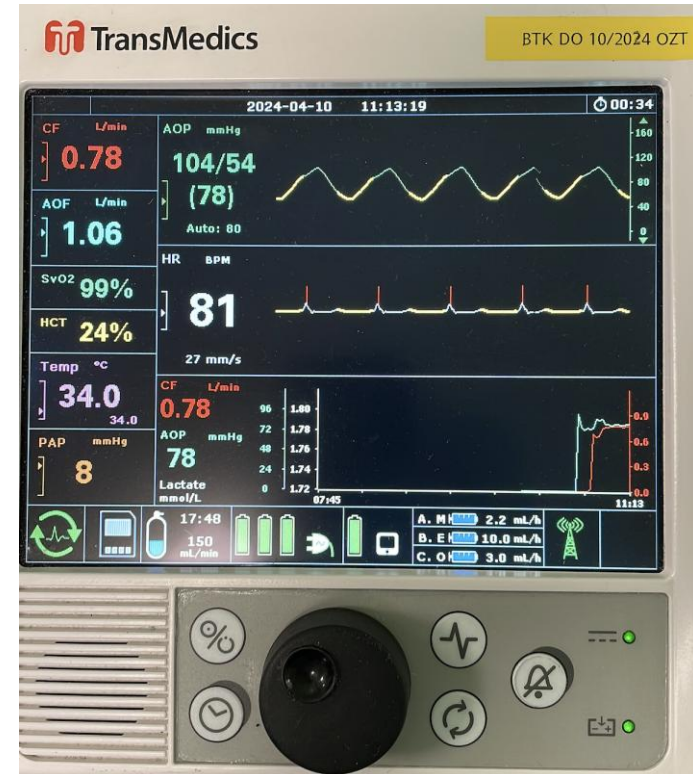 TransMedics
BTK DO 10/2024 OZT
2024-04-10 11:13:19 00:34
CF L/min
0.78
AOF L/min
1.06
SvO2 99%
HCT 24%
Temp °C
34.0
34.0
PAP mmHg
8
AOP mmHg
104/54
(78)
Auto: 80
160
120
80
40
0
HR BPM
81
27 mm/s
CF L/min
0.78
AOP mmHg
78
Lactate
mmol/L
96 1.80
72 1.78
48 1.76
24 1.74
0 1.72
0.9
0.6
0.3
0.0
07:45 11:13
17:48
150
mL/min
A. M 2.2 mL/h
B. E 10.0 mL/h
C. O 3.0 mL/h